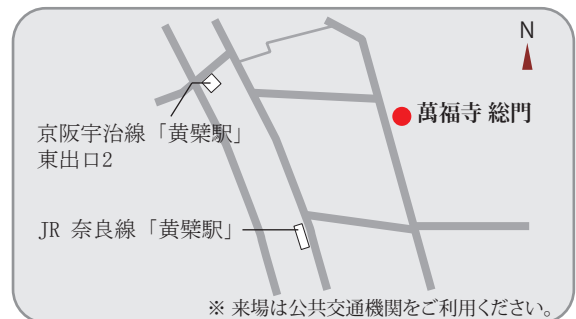 N
萬福寺 総門
京阪宇治線「黄檗駅」
東出口2
JR 奈良線「黄檗駅」
※ 来場は公共交通機関をご利用ください。